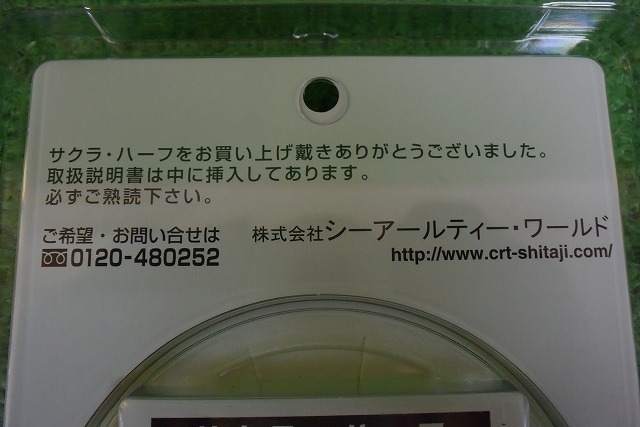 サクラ・ハーフをお買い上げ戴きありがとうございました。
取扱説明書は中に挿入してあります。
必ずご熟読下さい。
ご希望・お問い合せは
0120-480252
株式会社シーアールティー・ワールド
http://www.crt-shitaji.com/